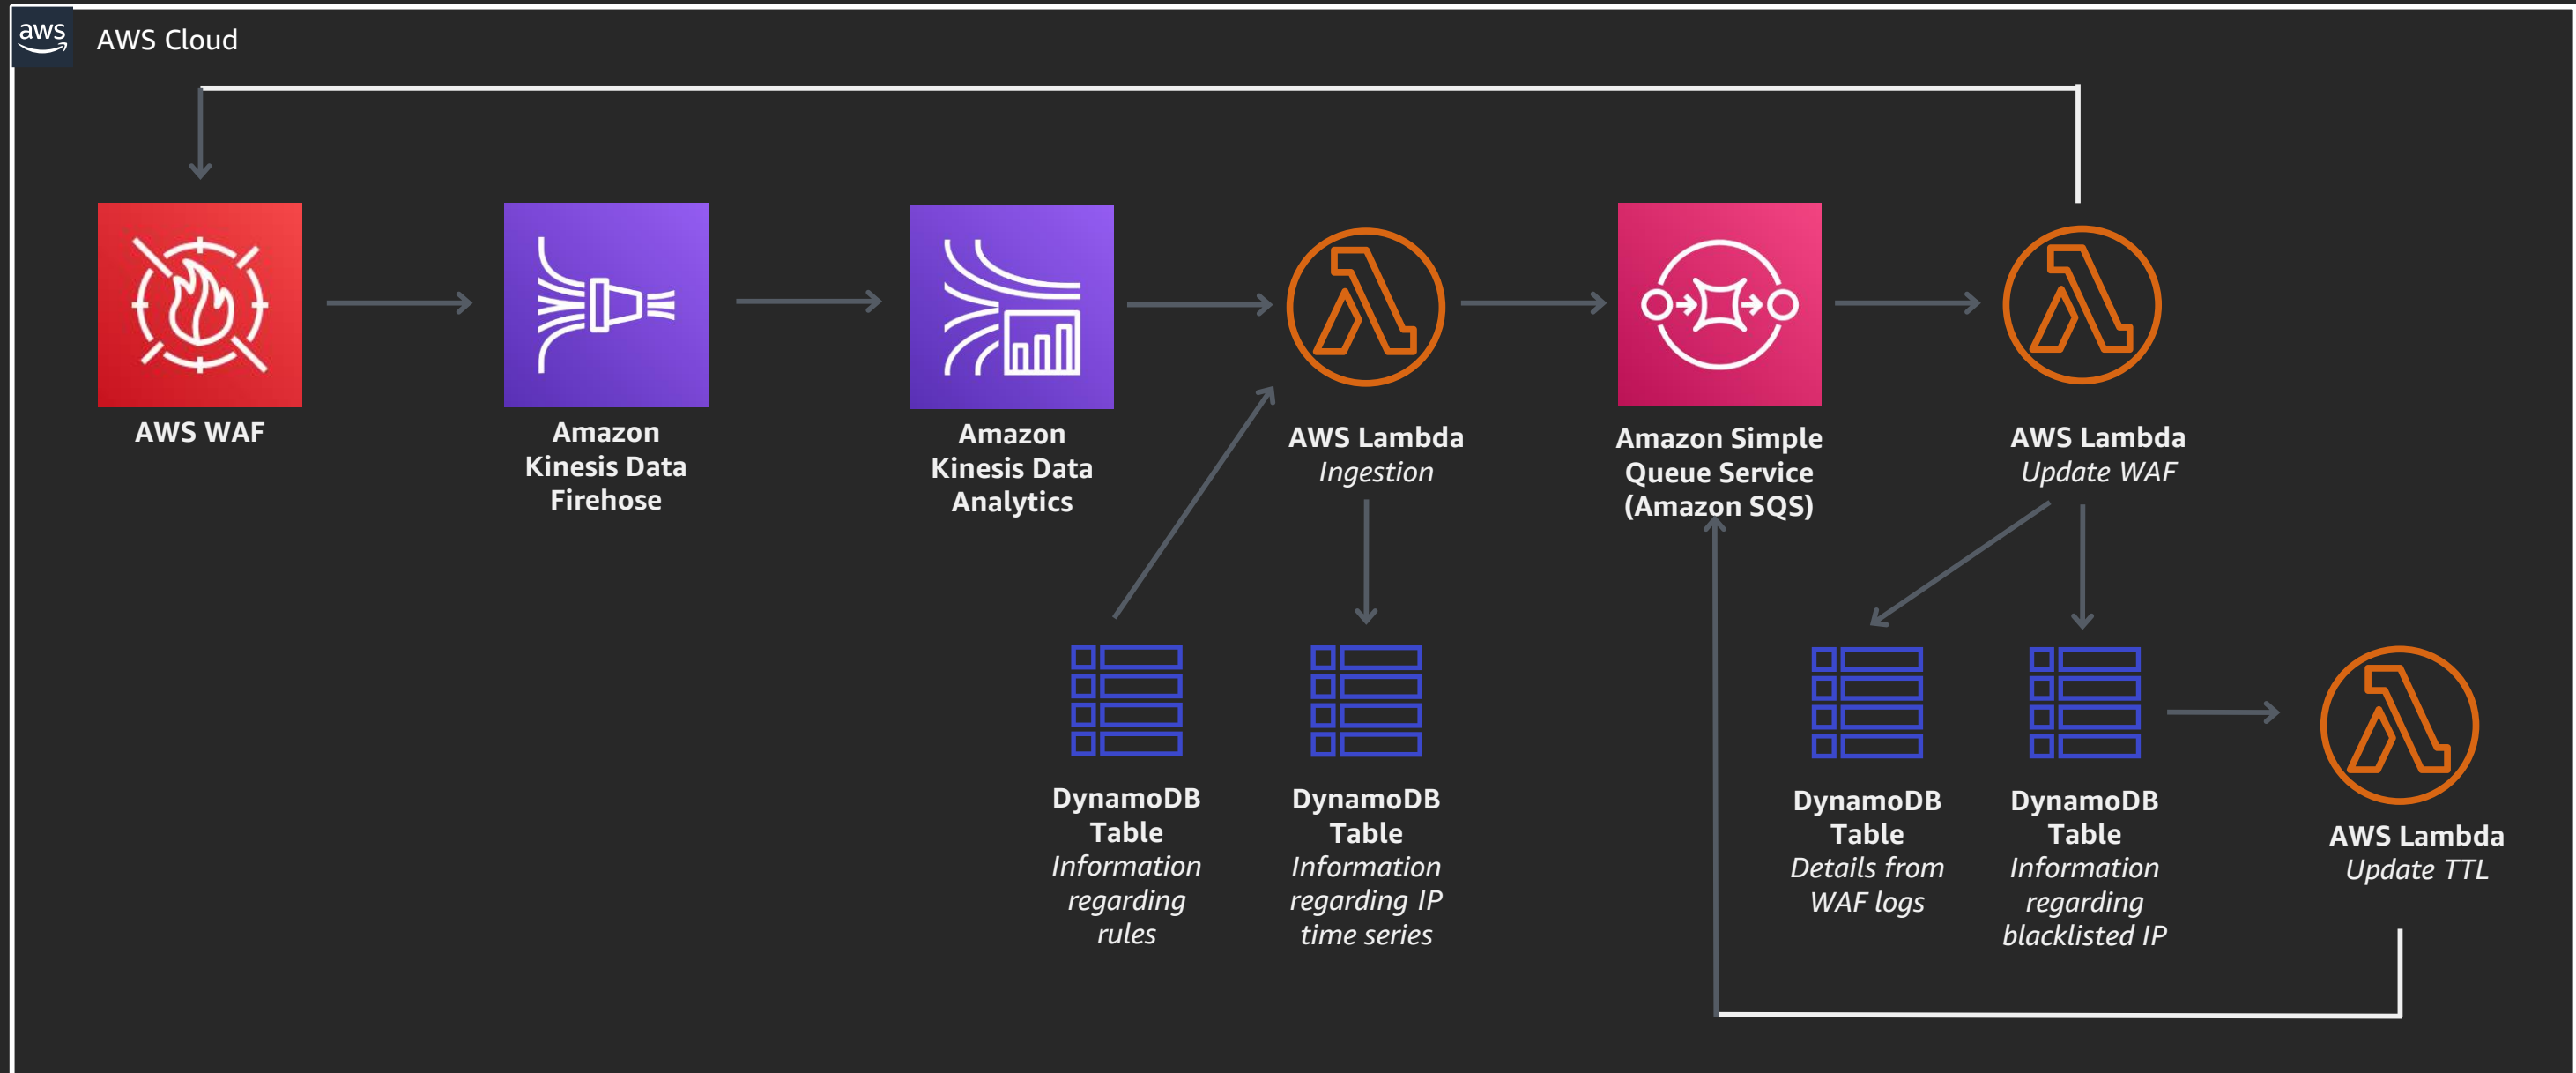 aws
AWS Cloud
AWS WAF
Amazon
Kinesis Data
Firehose
Amazon
Kinesis Data
Analytics
AWS Lambda
Ingestion
Amazon Simple
Queue Service
(Amazon SQS)
AWS Lambda
Update WAF
DynamoDB
Table
Information
regarding
rules
DynamoDB
Table
Information
regarding IP
time series
DynamoDB
Table
Details from
WAF logs
DynamoDB
Table
Information
regarding
blacklisted IP
AWS Lambda
Update TTL